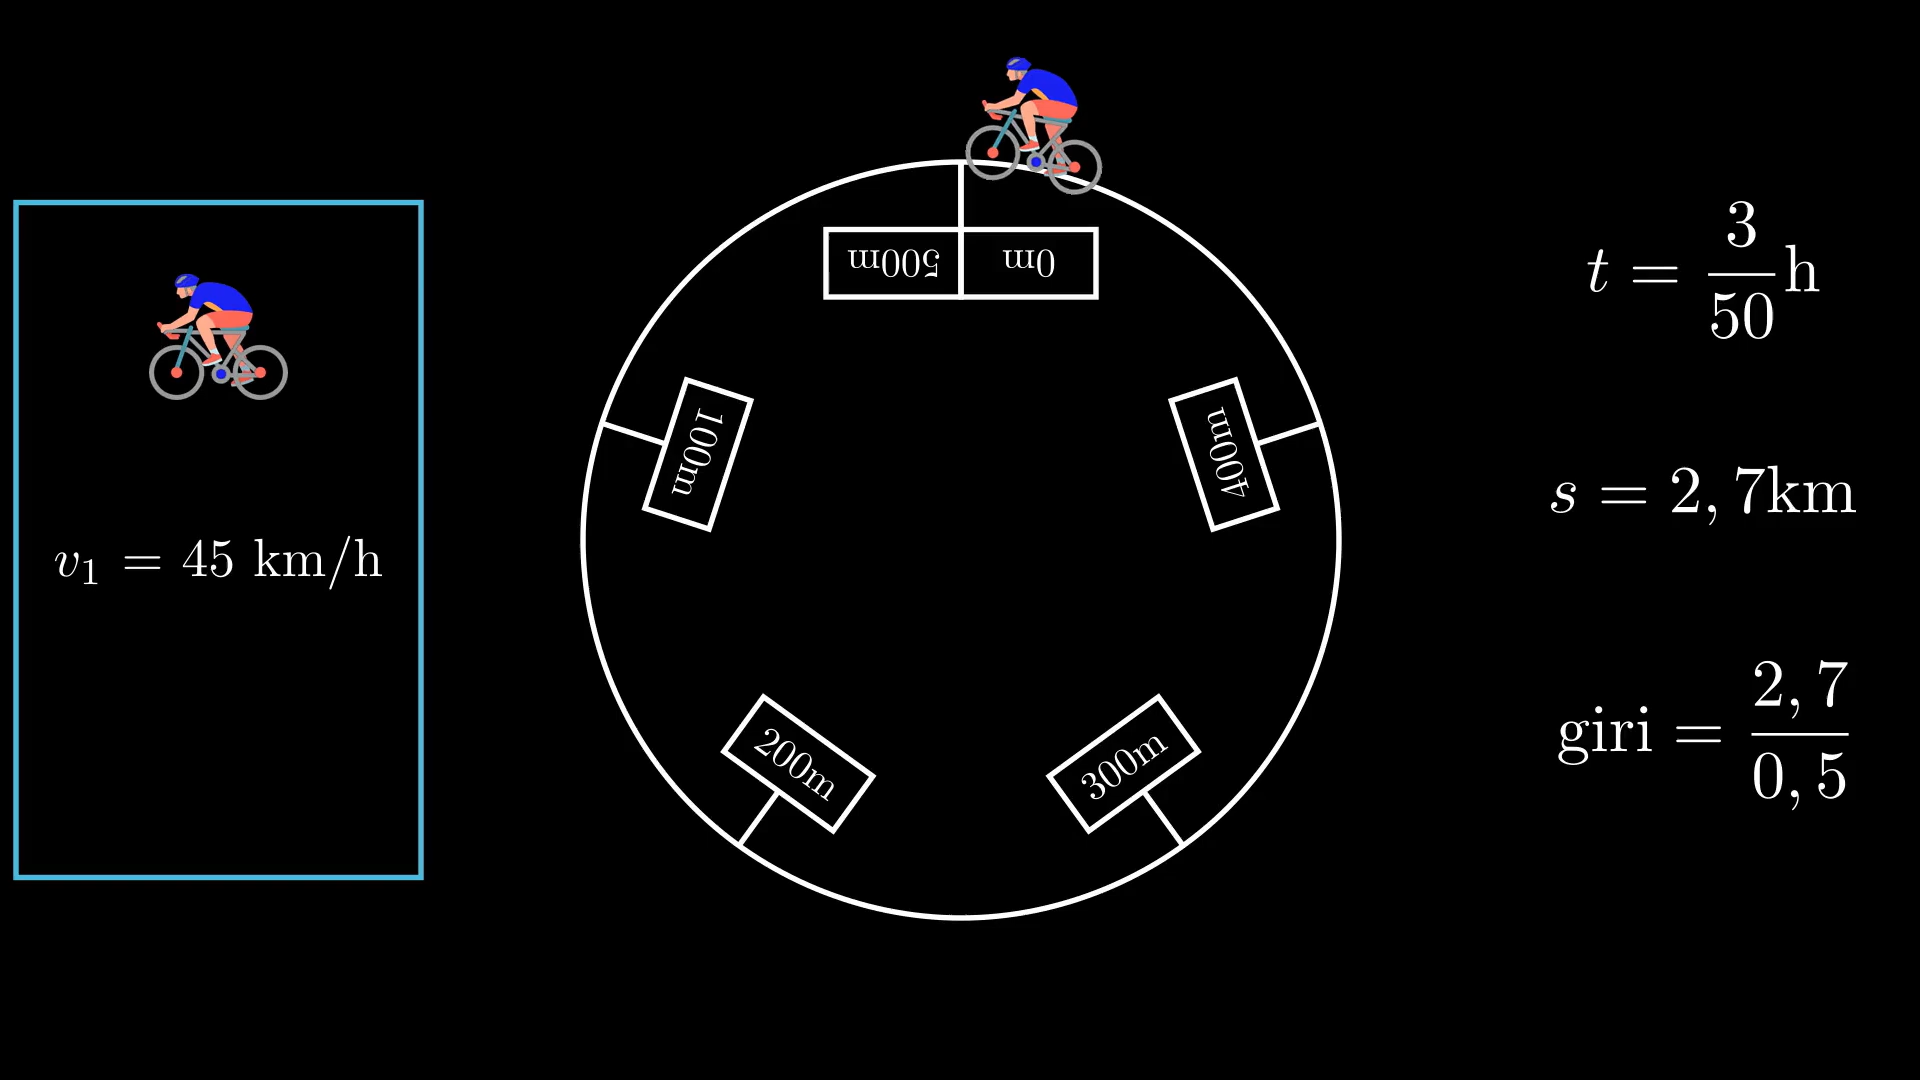 v₁ = 45 km/h
500m
0m
100m
400m
200m
300m
t = 3/50 h
s = 2,7km
giri = 2,7/0,5